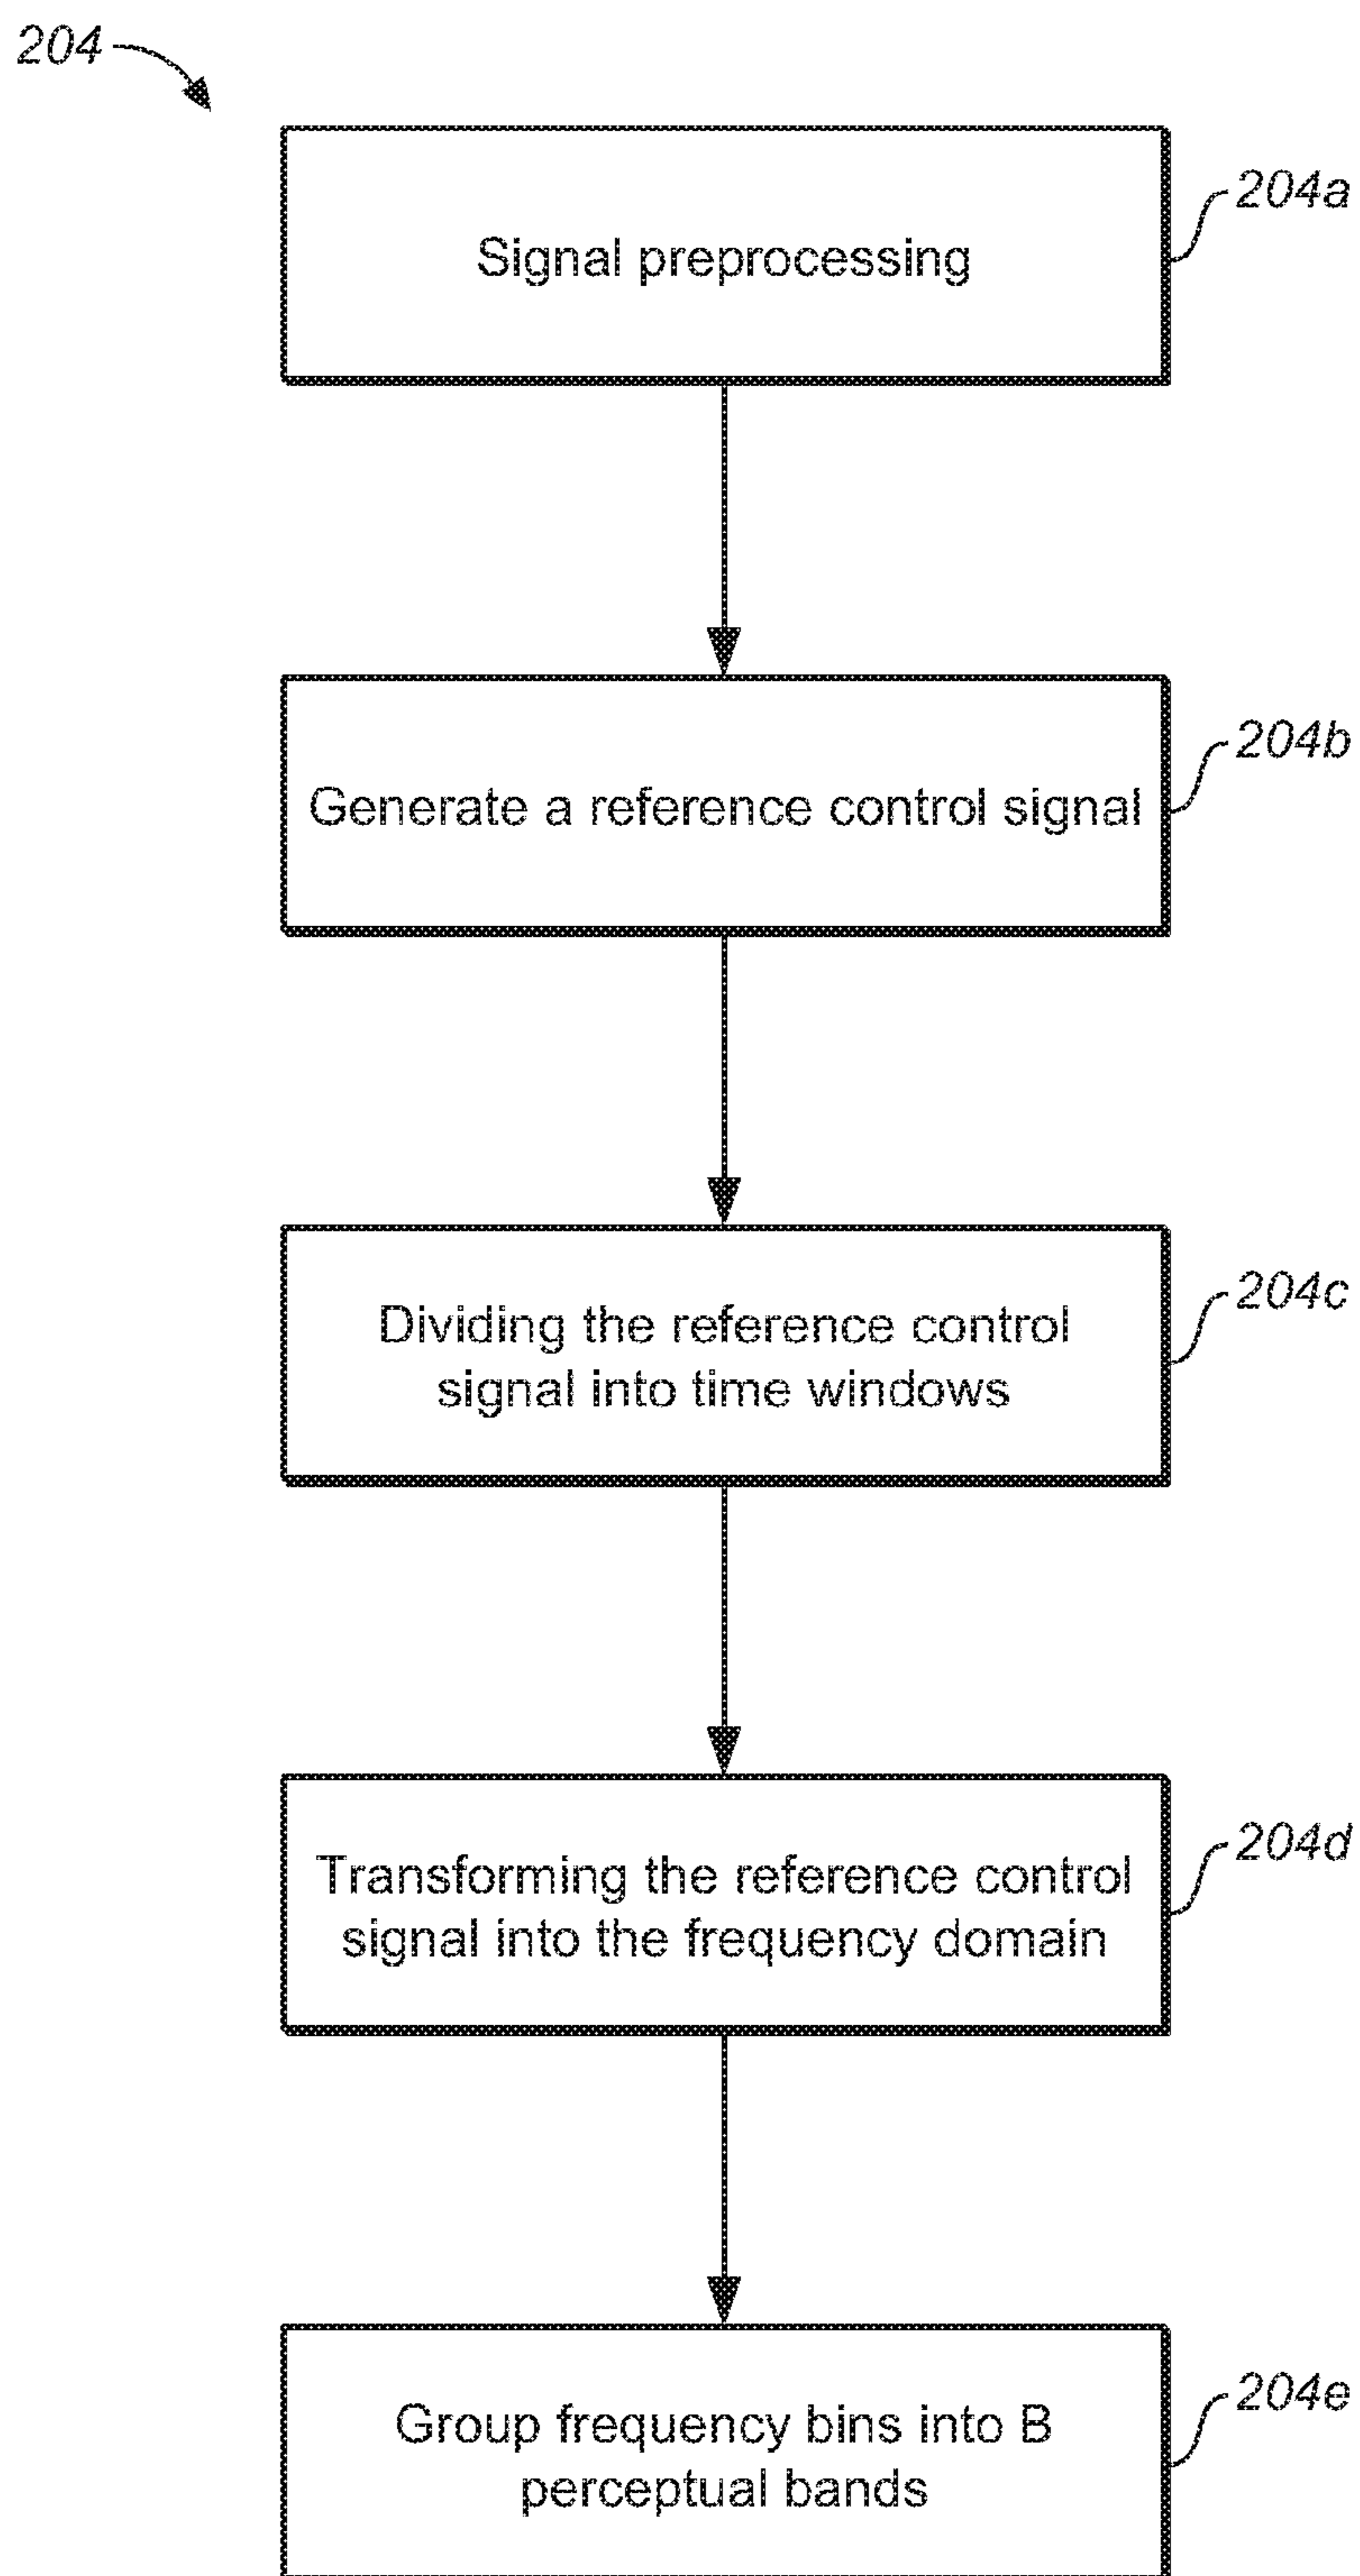 204
204a
Signal preprocessing
204b
Generate a reference control signal
204c
Dividing the reference control
signal into time windows
204d
Transforming the reference control
signal into the frequency domain
204e
Group frequency bins into B
perceptual bands